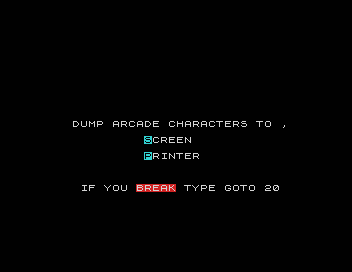 DUMP ARCADE CHARACTERS TO ,
SCREEN
PRINTER
IF YOU BREAK TYPE GOTO 20